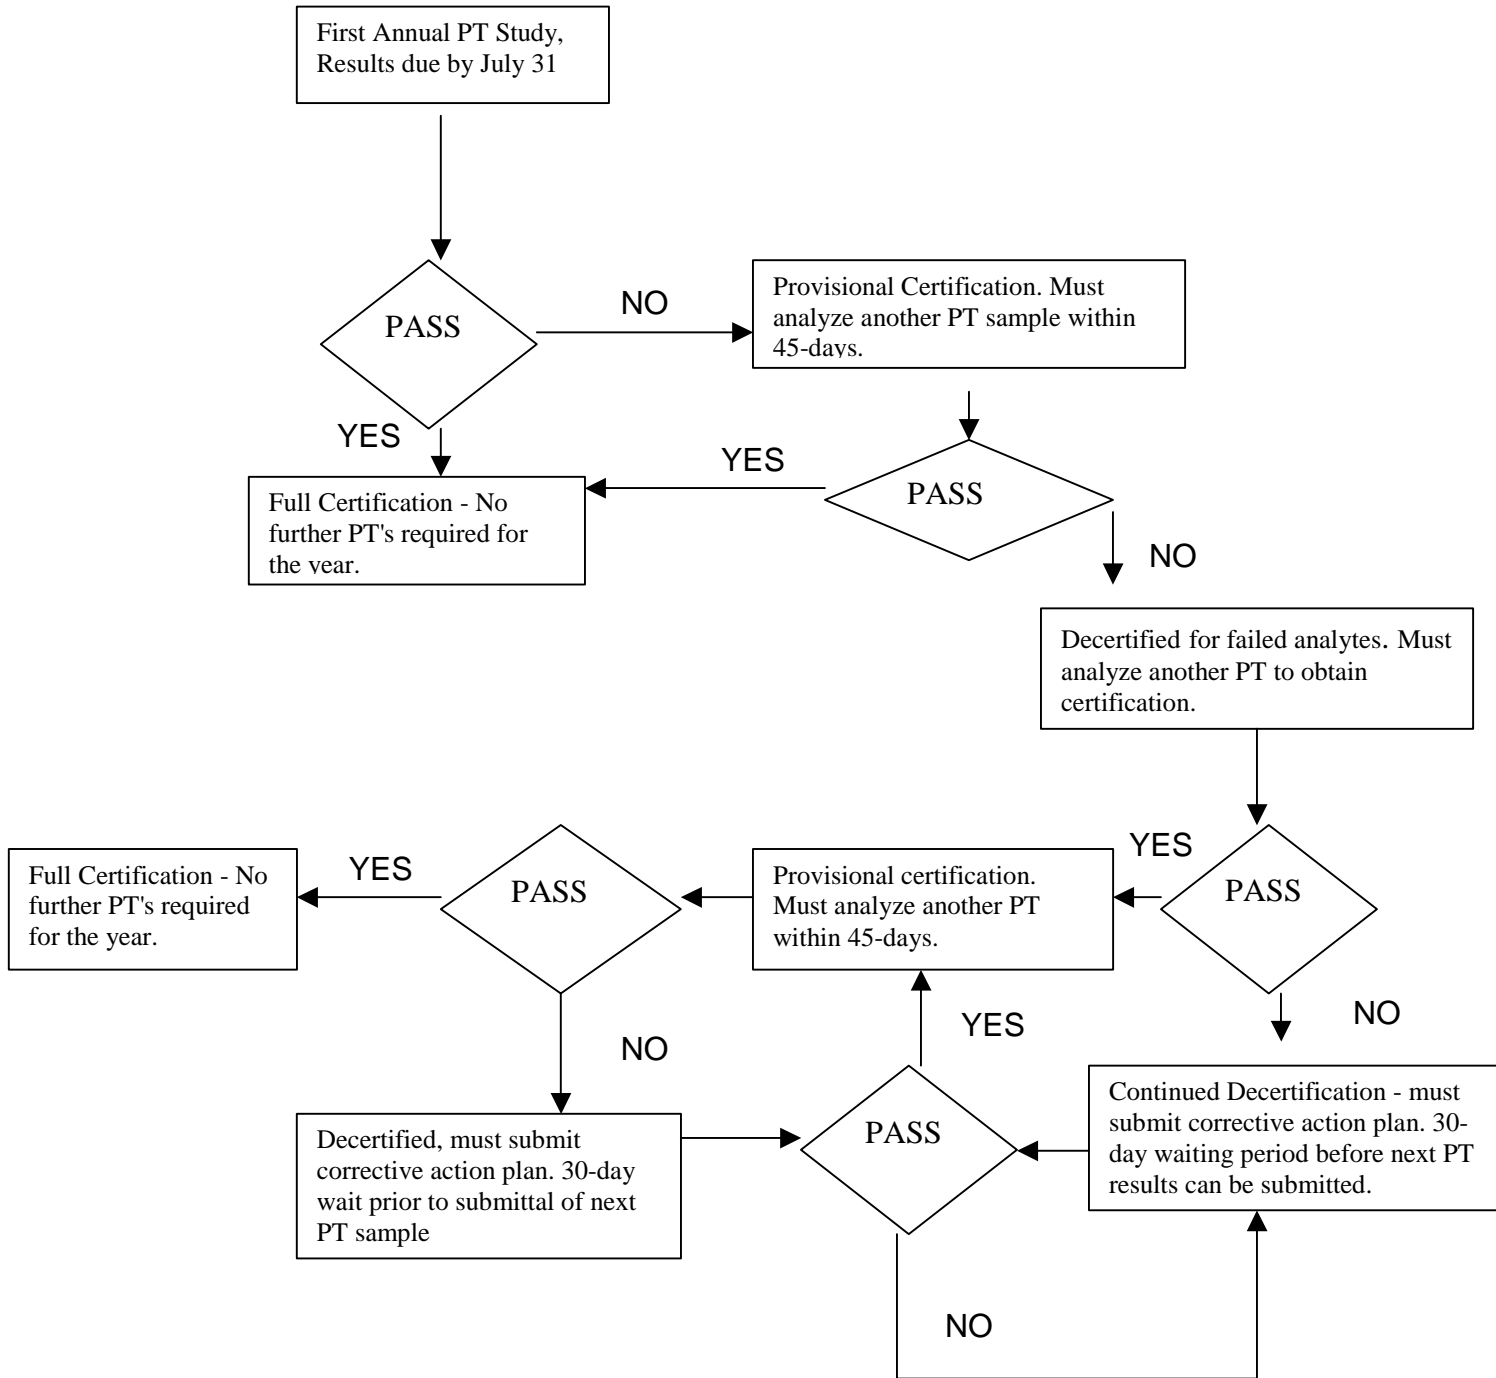 First Annual PT Study,
Results due by July 31
PASS
NO
Provisional Certification. Must
analyze another PT sample within
45-days.
YES
Full Certification - No
further PT's required for
the year.
YES
PASS
NO
Decertified for failed analytes. Must
analyze another PT to obtain
certification.
YES
PASS
Provisional certification.
Must analyze another PT
within 45-days.
PASS
YES
Full Certification - No
further PT's required
for the year.
NO
Decertified, must submit
corrective action plan. 30-day
wait prior to submittal of next
PT sample
YES
PASS
NO
Continued Decertification - must
submit corrective action plan. 30-
day waiting period before next PT
results can be submitted.
NO